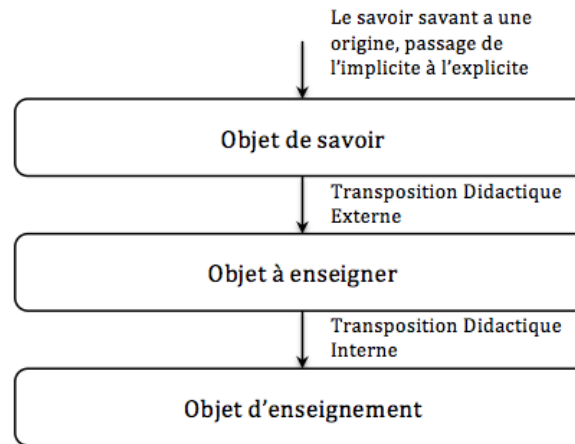 Le savoir savant a une
origine, passage de
l'implicite à l'explicite
Objet de savoir
Transposition Didactique
Externe
Objet à enseigner
Transposition Didactique
Interne
Objet d'enseignement